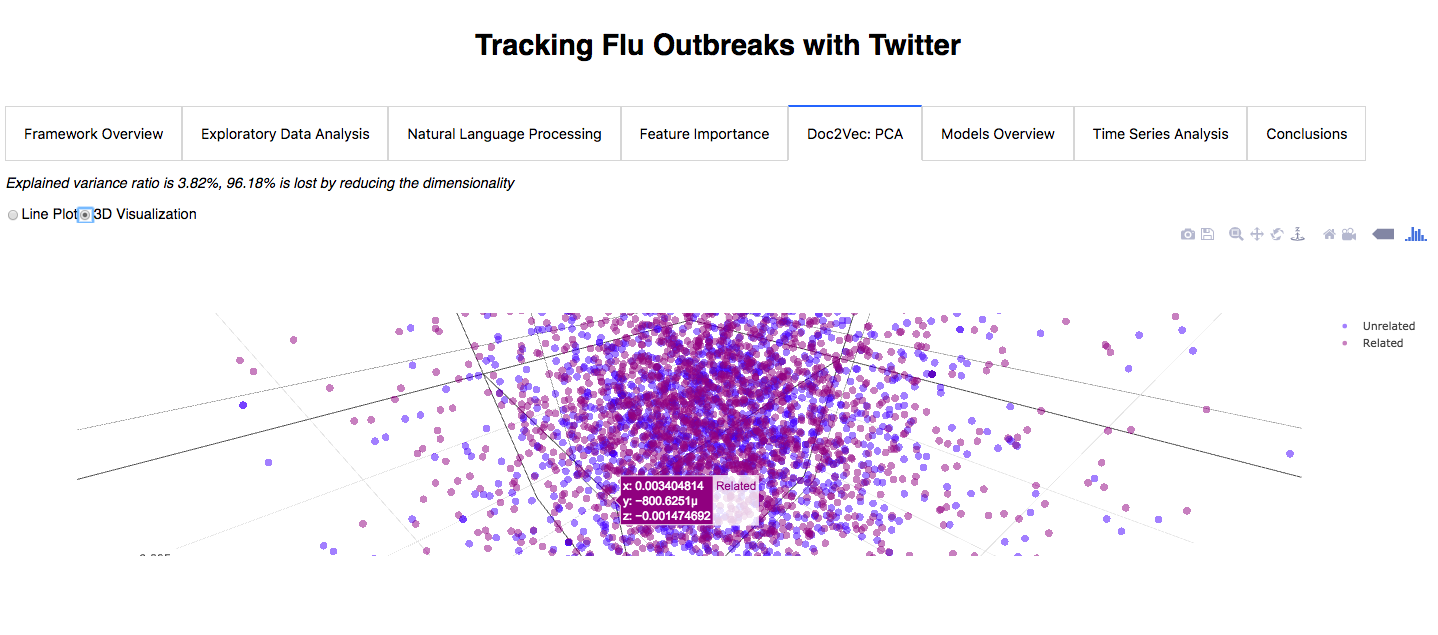 Tracking Flu Outbreaks with Twitter
Framework Overview
Exploratory Data Analysis
Natural Language Processing
Feature Importance
Doc2Vec: PCA
Models Overview
Time Series Analysis
Conclusions
Explained variance ratio is 3.82%, 96.18% is lost by reducing the dimensionality
Line Plot 3D Visualization
Unrelated
Related
x: 0.003404814
y: −800.6251μ
z: −0.001474692
Related